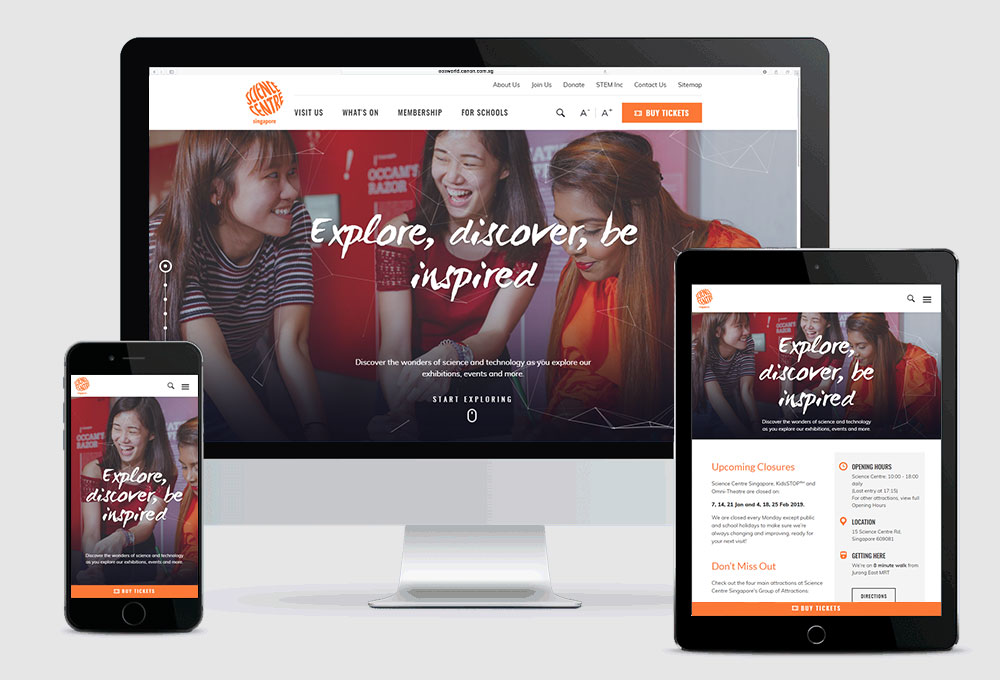 eosworld.canon.com.sg
About Us Join Us Donate STEM Inc Contact Us Sitemap
SCIENCE
CENTRE
singapore
VISIT US WHAT'S ON MEMBERSHIP FOR SCHOOLS A- A+ BUY TICKETS
OCCAM'S
RAZOR
Explore, discover, be
inspired
Discover the wonders of science and technology as you explore our
exhibitions, events and more.
START EXPLORING
SCIENCE
CENTRE
OCCAM'S
RAZOR
Explore,
discover, be
inspired
Discover the wonders of science and technology
as you explore our exhibitions, events and more.
BUY TICKETS
SCIENCE
CENTRE
OCCAM'S
RAZOR
Explore,
discover, be
inspired
Discover the wonders of science and technology
as you explore our exhibitions, events and more.
Upcoming Closures
Science Centre Singapore, KidsSTOP™ and
Omni-Theatre are closed on:
7, 14, 21 Jan and 4, 18, 25 Feb 2019.
We are closed every Monday except public
and school holidays to make sure we're
always changing and improving, ready for
your next visit!
Don't Miss Out
Check out the four main attractions at Science
Centre Singapore's Group of Attractions:
OPENING HOURS
Science Centre: 10:00 - 18:00
daily
(Last entry at 17:15)
For other attractions, view full
Opening Hours
LOCATION
15 Science Centre Rd,
Singapore 609081
GETTING HERE
We're an 8 minute walk from
Jurong East MRT
DIRECTIONS
BUY TICKETS